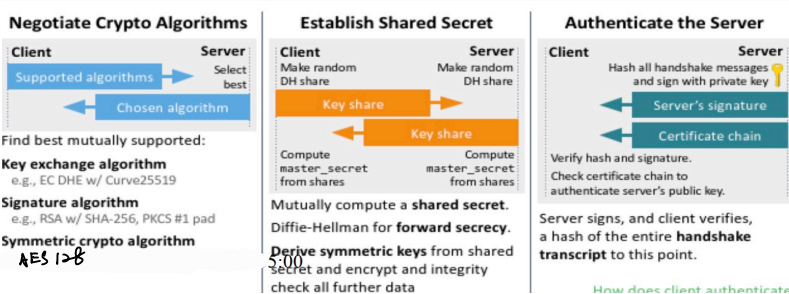 Negotiate Crypto Algorithms
Client
Server
Supported algorithms
Select
best
Chosen algorithm
Find best mutually supported:
Key exchange algorithm
e.g., EC DHE w/ Curve25519
Signature algorithm
e.g., RSA w/ SHA-256, PKCS #1 pad
Symmetric crypto algorithm
AES 128
Establish Shared Secret
Client
Server
Make random
DH share
Make random
DH share
Key share
Key share
Compute
master_secret
from shares
Compute
master_secret
from shares
Mutually compute a shared secret.
Diffie-Hellman for forward secrecy.
Derive symmetric keys from shared
5:00
secret and encrypt and integrity
check all further data
Authenticate the Server
Client
Server
Hash all handshake messages
and sign with private key
Server's signature
Certificate chain
Verify hash and signature.
Check certificate chain to
authenticate server's public key.
Server signs, and client verifies,
a hash of the entire handshake
transcript to this point.
How does client authenticate